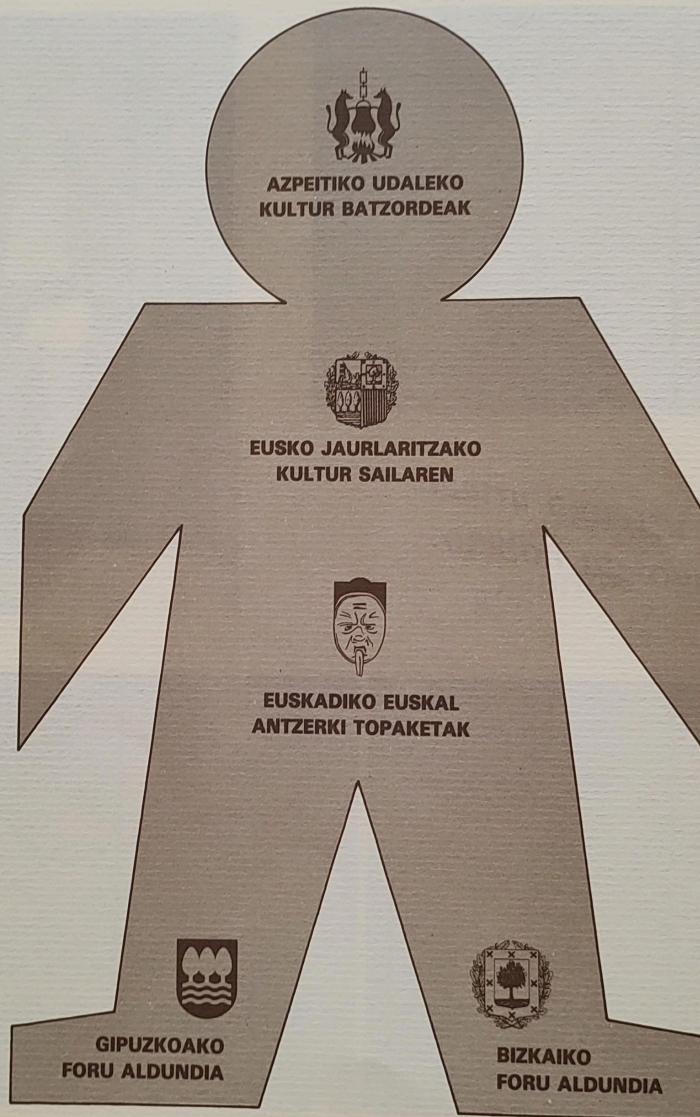 AZPEITIKO UDALEKO
KULTUR BATZORDEAK
EUSKO JAURLARITZAKO
KULTUR SAILAREN
EUSKADIKO EUSKAL
ANTZERKI TOPAKETAK
GIPUZKOAKO
FORU ALDUNDIA
BIZKAIKO
FORU ALDUNDIA